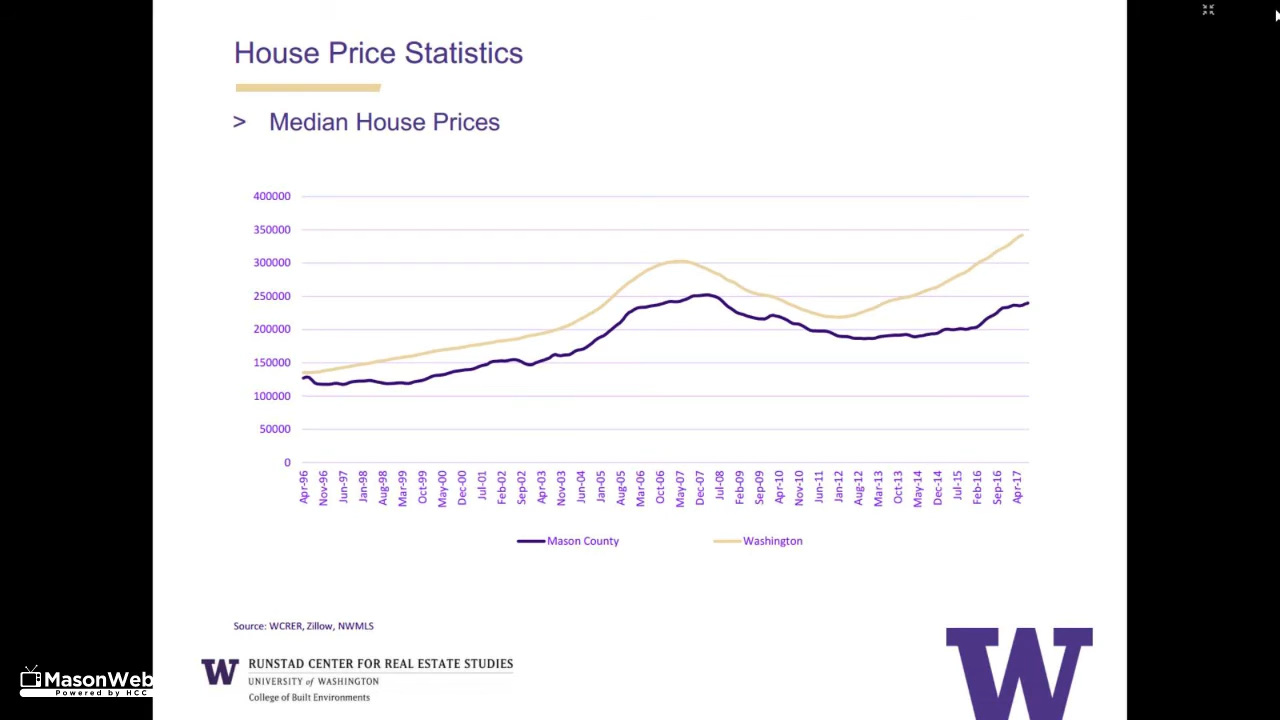 House Price Statistics
> Median House Prices
400000
350000
300000
250000
200000
150000
100000
50000
0
Apr-96 Nov-96 Jun-97 Jan-98 Aug-98 Mar-99 Oct-99 May-00 Dec-00 Jul-01 Feb-02 Sep-02 Apr-03 Nov-03 Jun-04 Jan-05 Aug-05 Mar-06 Oct-06 May-07 Dec-07 Jul-08 Feb-09 Sep-09 Apr-10 Nov-10 Jun-11 Jan-12 Aug-12 Mar-13 Oct-13 May-14 Dec-14 Jul-15 Feb-16 Sep-16 Apr-17
Mason County Washington
Source: WCRER, Zillow, NWMLS
W RUNSTAD CENTER FOR REAL ESTATE STUDIES
UNIVERSITY of WASHINGTON
College of Built Environments
MasonWeb
Powered by HCC
W